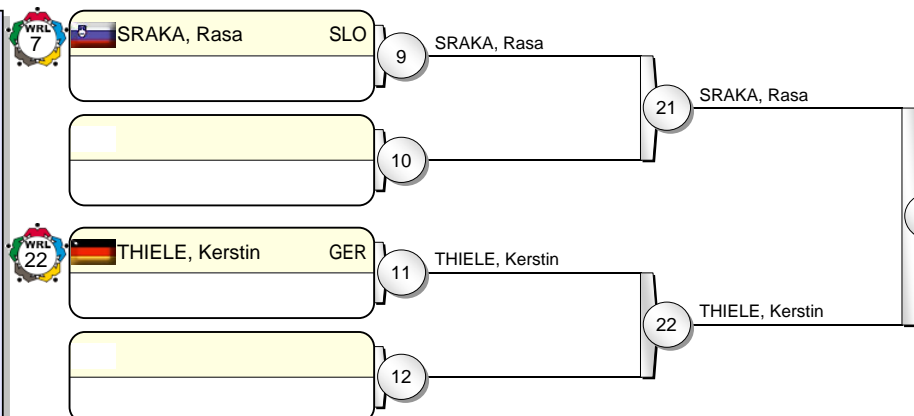 WRL
7
SRAKA, Rasa SLO
9
SRAKA, Rasa
21
SRAKA, Rasa
10
WRL
22
THIELE, Kerstin GER
11
THIELE, Kerstin
22
THIELE, Kerstin
12